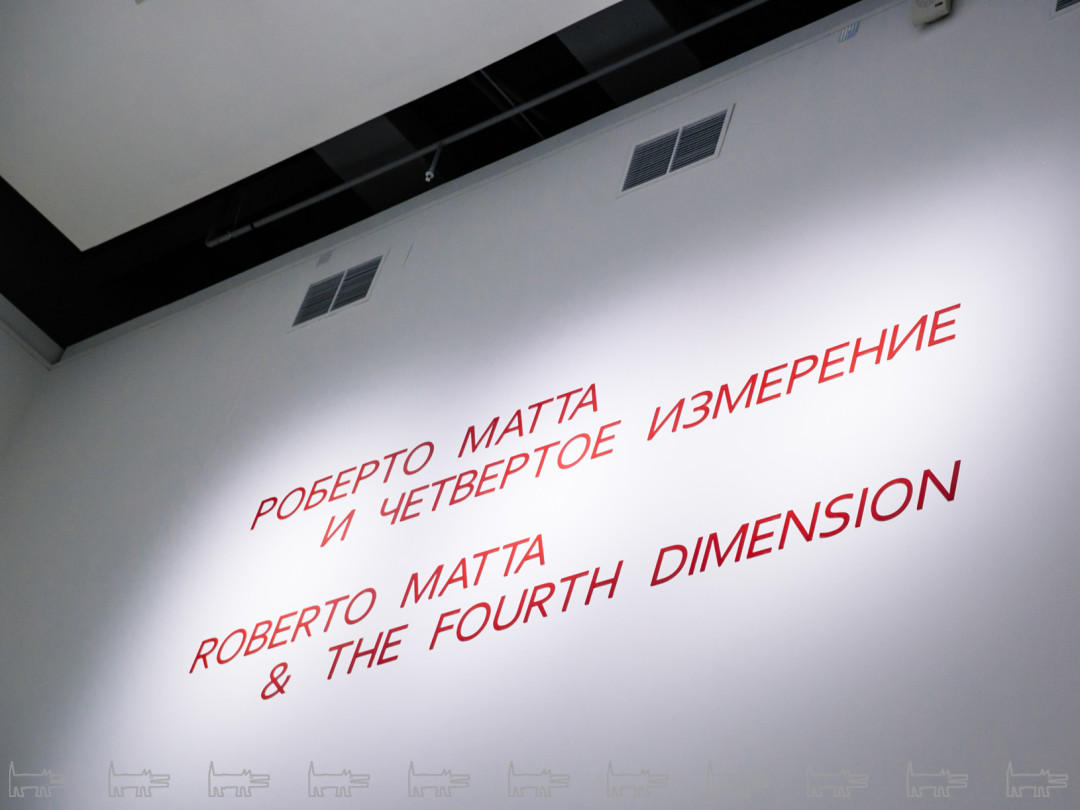 РОБЕРТО МАТТА
И ЧЕТВЕРТОЕ ИЗМЕРЕНИЕ
ROBERTO MATTA
& THE FOURTH DIMENSION